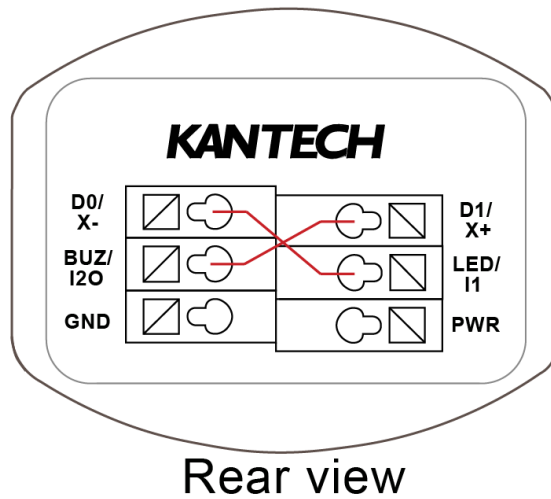 KANTECH
D0/
X-
D1/
X+
BUZ/
I2O
LED/
I1
GND
PWR
Rear view